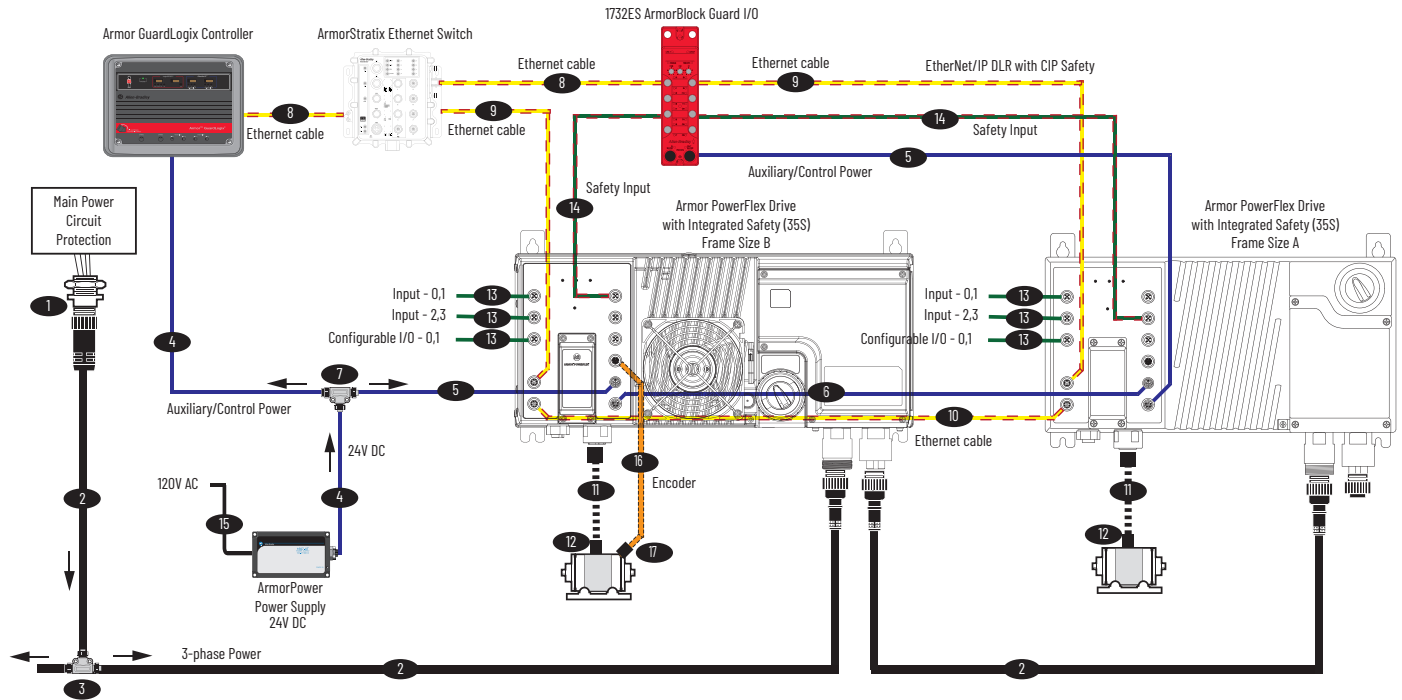 1732ES ArmorBlock Guard I/O
Armor GuardLogix Controller
ArmorStratix Ethernet Switch
Ethernet cable
8
Ethernet cable
9
EtherNet/IP DLR with CIP Safety
8
Ethernet cable
9
Ethernet cable
14
Safety Input
5
Auxiliary/Control Power
Main Power
Circuit
Protection
Safety Input
14
Armor PowerFlex Drive
with Integrated Safety (35S)
Frame Size B
Armor PowerFlex Drive
with Integrated Safety (35S)
Frame Size A
1
Input - 0,1
13
Input - 2,3
13
Configurable I/O - 0,1
13
Input - 0,1
13
Input - 2,3
13
Configurable I/O - 0,1
13
4
7
Auxiliary/Control Power
5
6
10
Ethernet cable
24V DC
16
Encoder
11
11
120V AC
2
4
15
12
17
12
ArmorPower
Power Supply
24V DC
3-phase Power
2
2
3